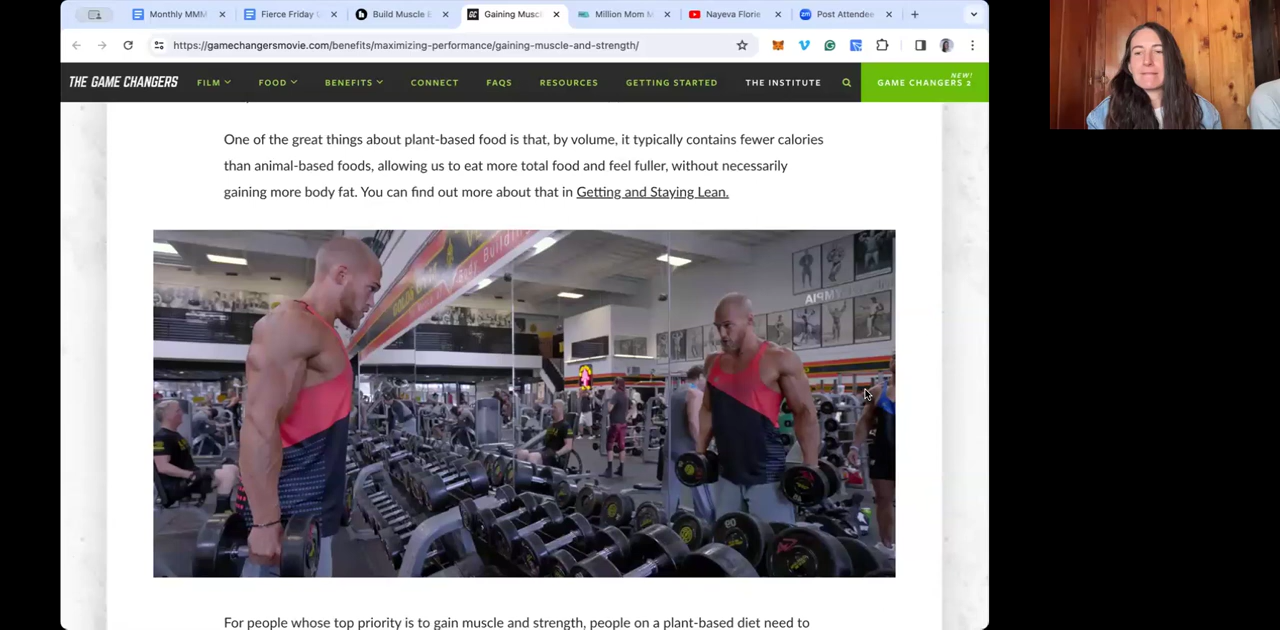 Monthly MMM
Fierce Friday
Build Muscle
Gaining Musc
Million Mom M
Nayeva Florie
Post Attendee
https://gamechangersmovie.com/benefits/maximizing-performance/gaining-muscle-and-strength/
THE GAME CHANGERS
FILM
FOOD
BENEFITS
CONNECT
FAQS
RESOURCES
GETTING STARTED
THE INSTITUTE
NEW!
GAME CHANGERS 2
One of the great things about plant-based food is that, by volume, it typically contains fewer calories
than animal-based foods, allowing us to eat more total food and feel fuller, without necessarily
gaining more body fat. You can find out more about that in Getting and Staying Lean.
For people whose top priority is to gain muscle and strength, people on a plant-based diet need to